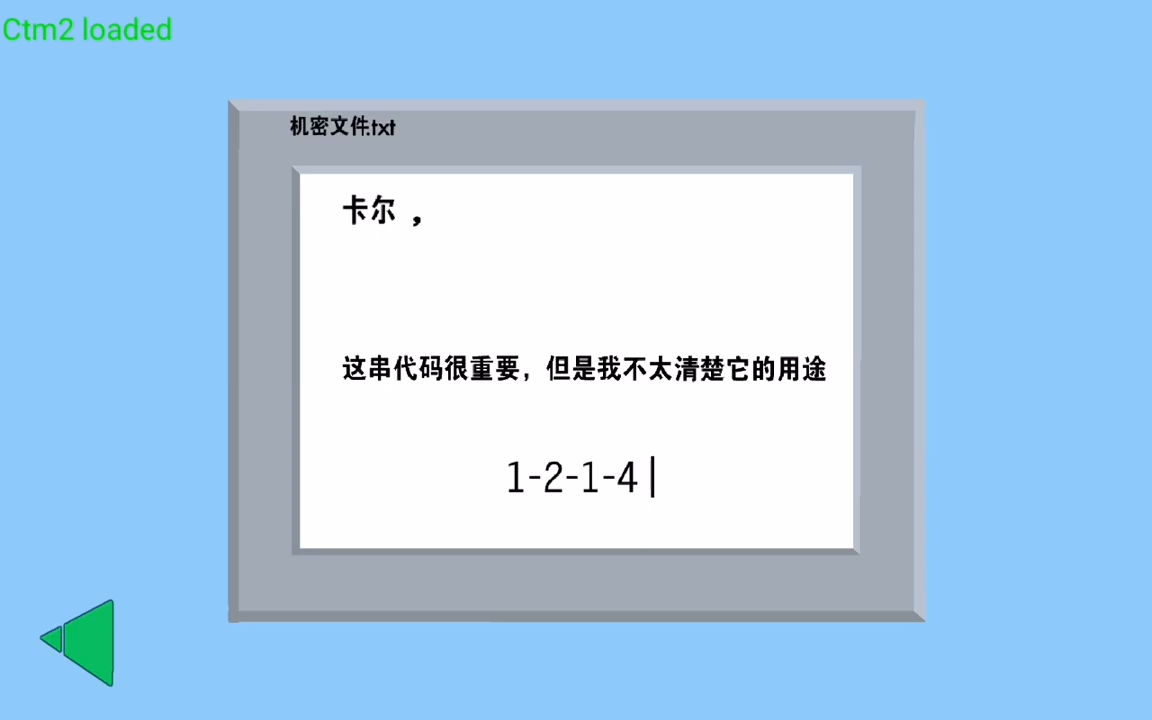 Ctm2 loaded
机密文件.txt
卡尔 ，
这串代码很重要，但是我不太清楚它的用途
1-2-1-4|